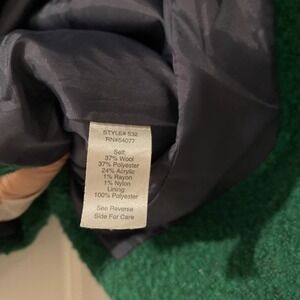 STYLE# 532
RN#54077
Self:
37% Wool
37% Polyester
24% Acrylic
1% Rayon
1% Nylon
Lining:
100% Polyester
See Reverse
Side For Care